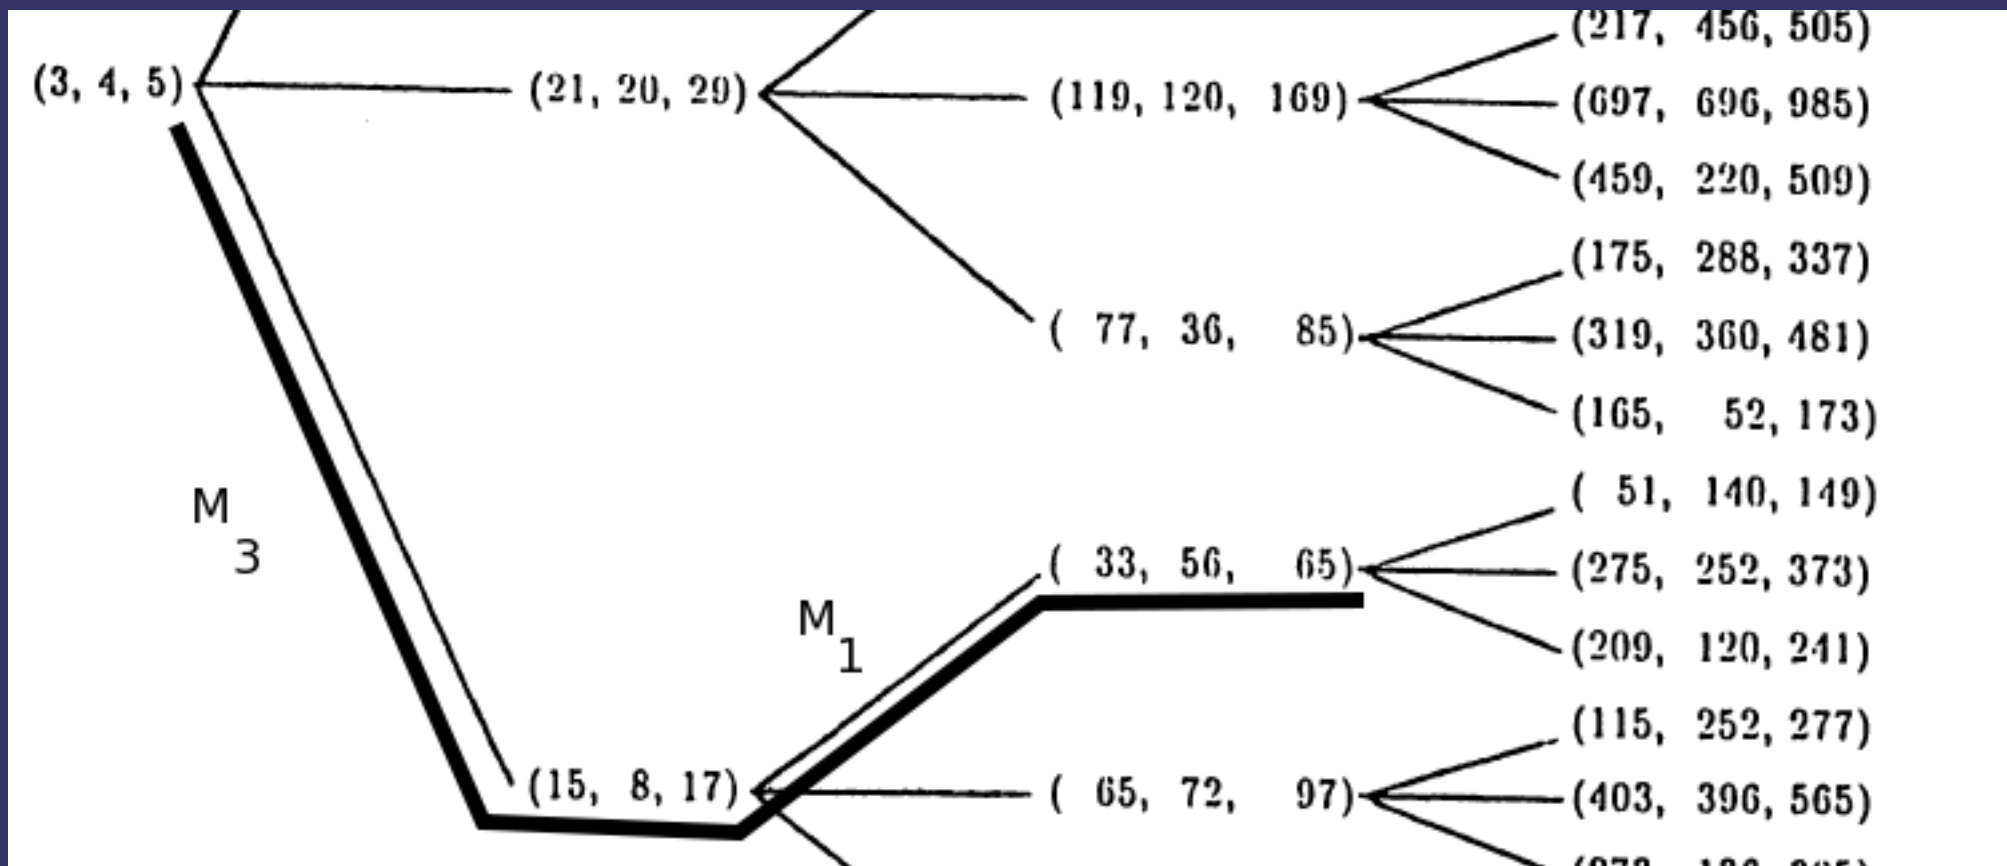 (217, 456, 505)
(3, 4, 5) (21, 20, 29) (119, 120, 169) (697, 696, 985)
(459, 220, 509)
(175, 288, 337)
( 77, 36, 85) (319, 360, 481)
(165, 52, 173)
M 3
( 51, 140, 149)
( 33, 56, 65) (275, 252, 373)
M 1
(209, 120, 241)
(115, 252, 277)
(15, 8, 17) ( 65, 72, 97) (403, 396, 565)